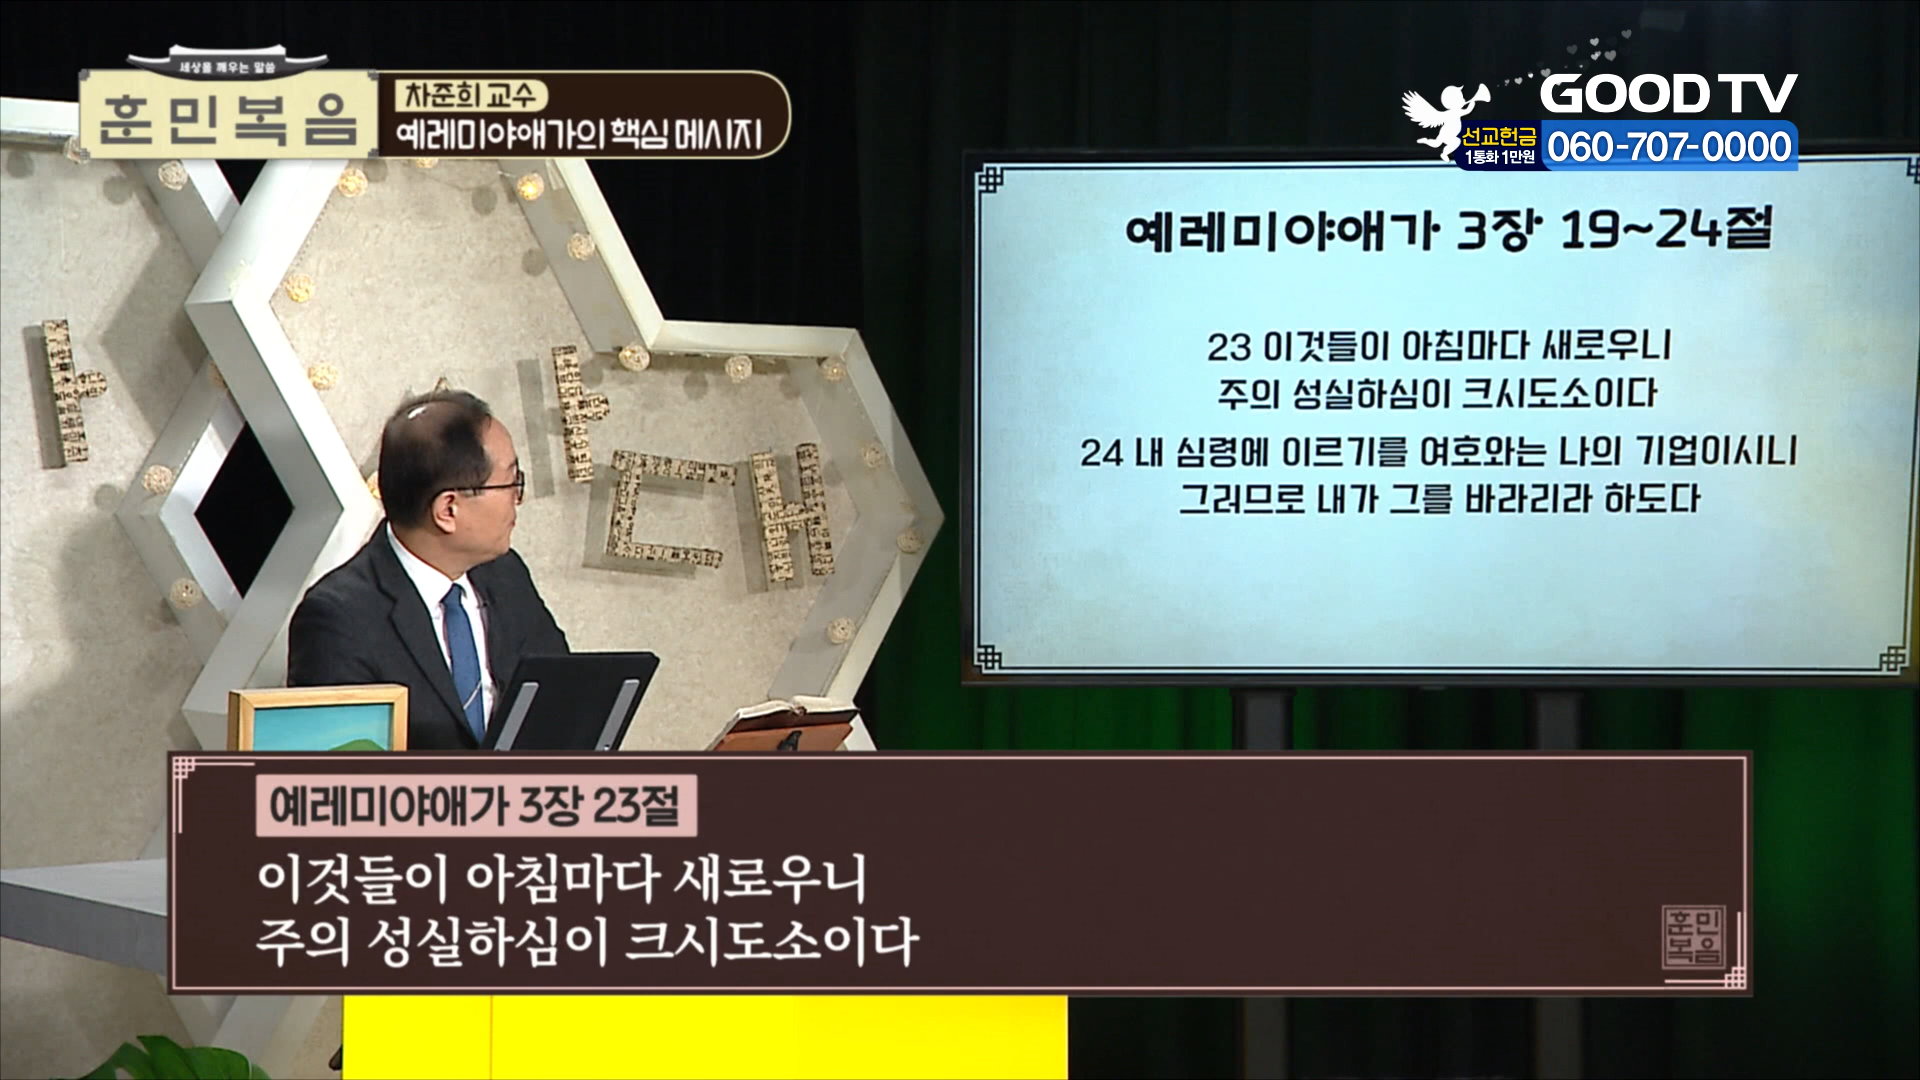 세상을 깨우는 말씀
훈민복음
차준희 교수
예레미야애가의 핵심 메시지
GOODTV
선교헌금
1통화 1만원
060-707-0000
예레미야애가 3장 19~24절
23 이것들이 아침마다 새로우니
주의 성실하심이 크시도소이다
24 내 심령에 이르기를 여호와는 나의 기업이시니
그러므로 내가 그를 바라리라 하도다
ㅏ
ㅏ
ㄷ
ㅐ
예레미야애가 3장 23절
이것들이 아침마다 새로우니
주의 성실하심이 크시도소이다
훈민
복음